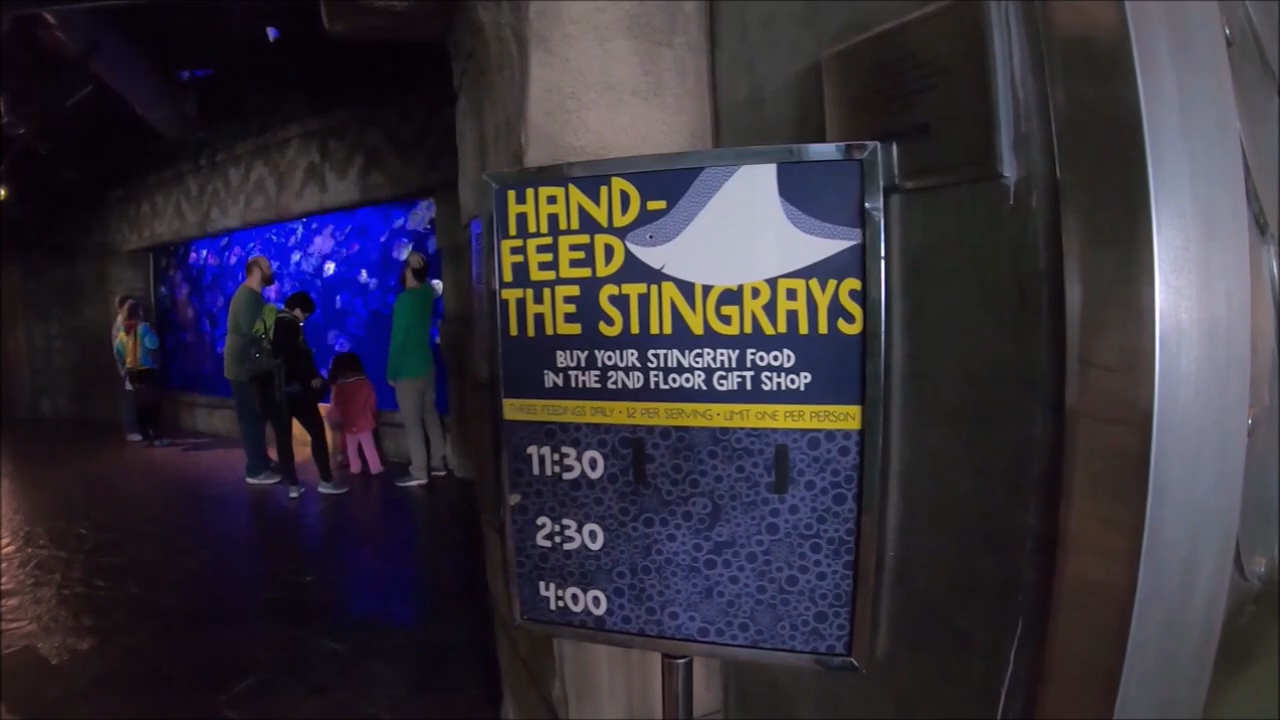 HAND-
FEED
THE STINGRAYS
BUY YOUR STINGRAY FOOD
IN THE 2ND FLOOR GIFT SHOP
THREE FEEDINGS DAILY • $2 PER SERVING • LIMIT ONE PER PERSON
11:30
2:30
4:00